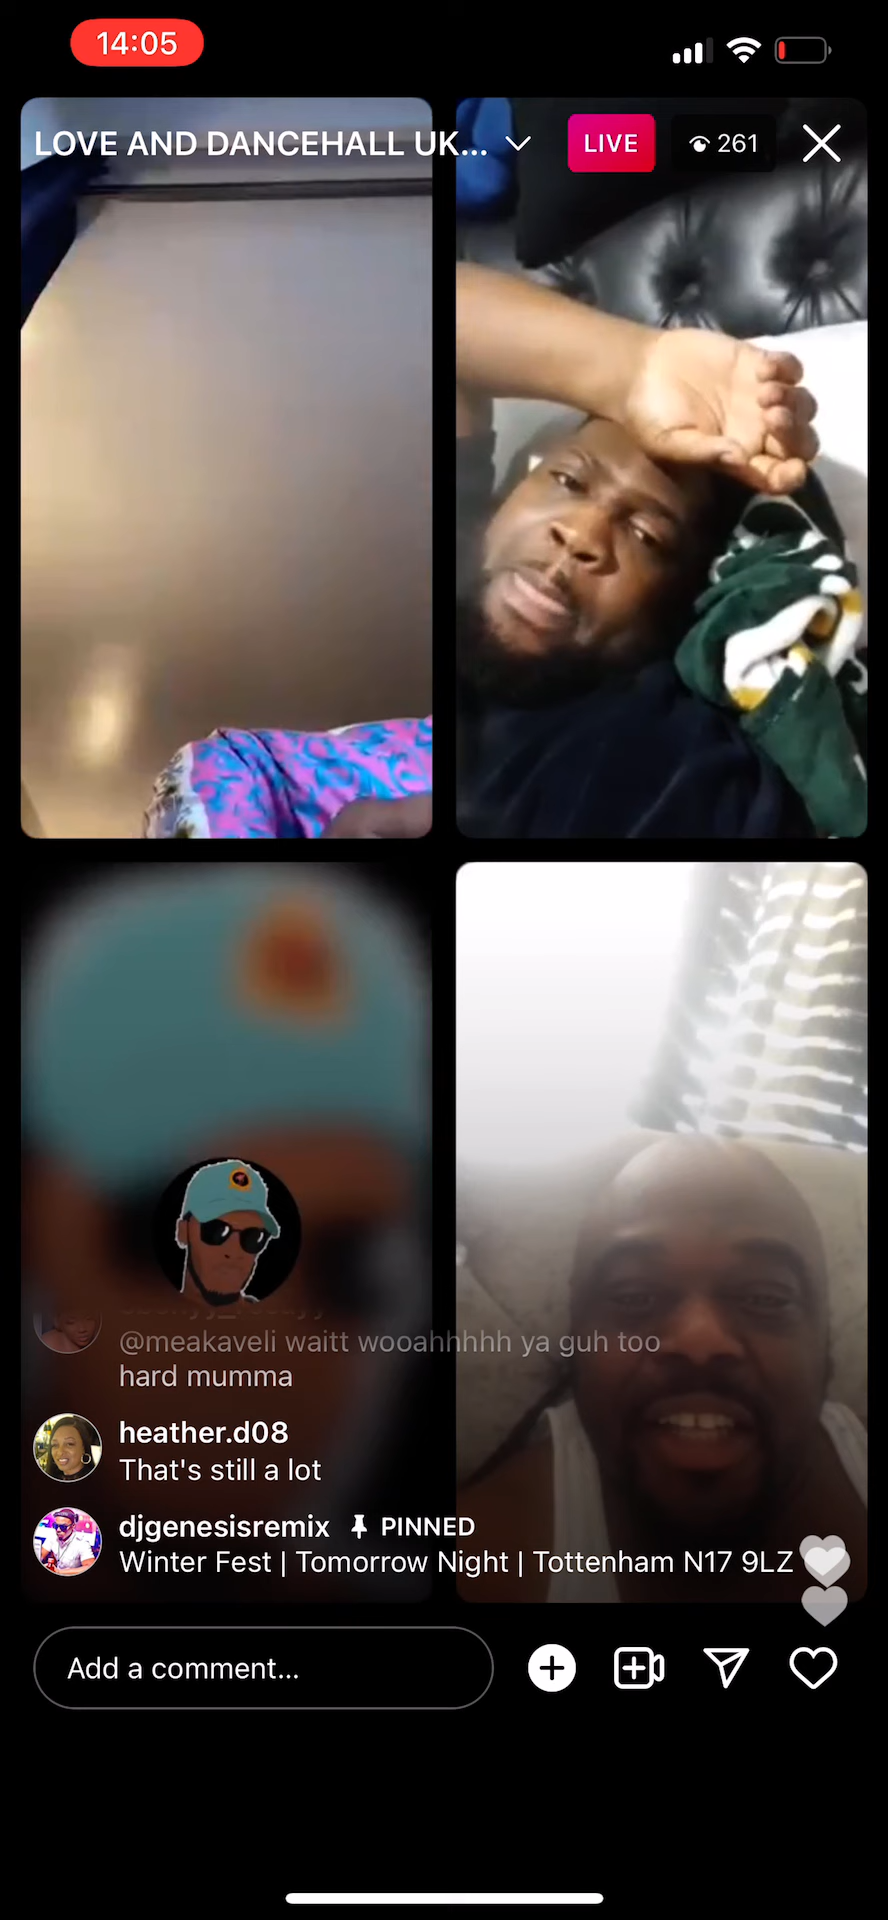 14:05
LOVE AND DANCEHALL UK...
LIVE
261
@meakaveli waitt wooahhhhh ya guh too
hard mumma
heather.d08
That's still a lot
djgenesisremix PINNED
Winter Fest | Tomorrow Night | Tottenham N17 9LZ
Add a comment...